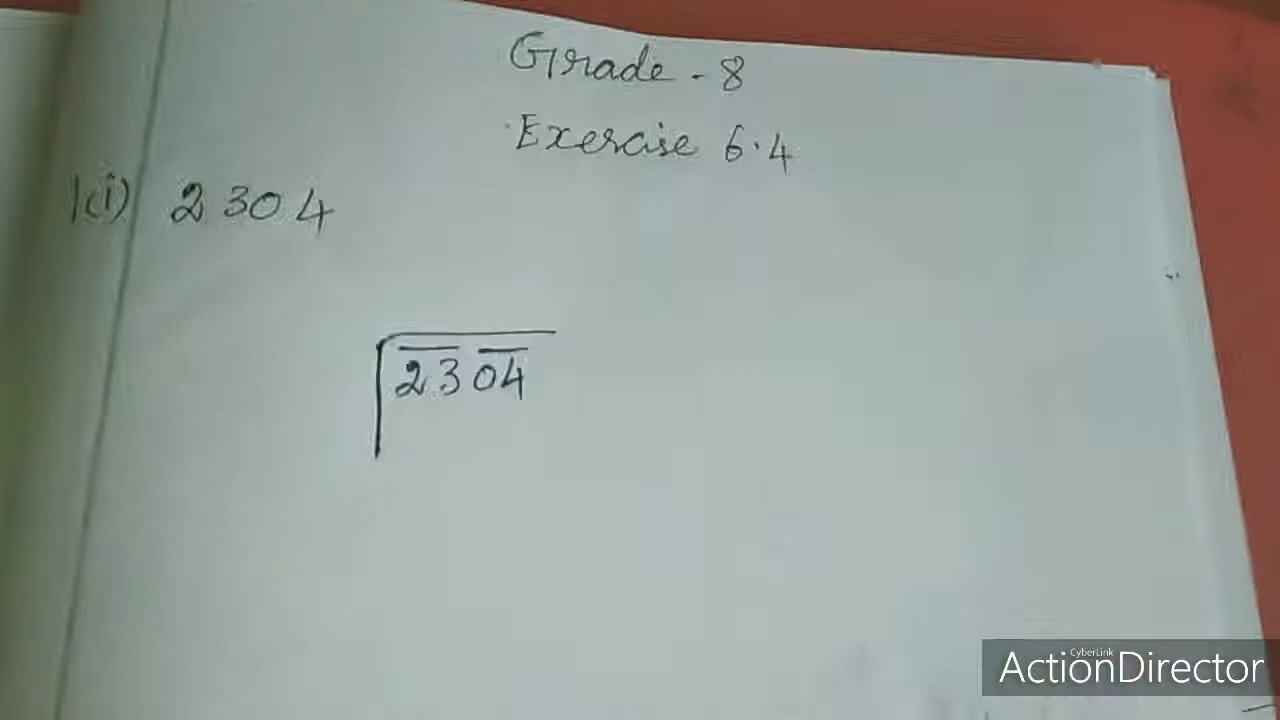 Grade - 8
Exercise 6.4
1(i) 2304
2304
CyberLink
ActionDirector